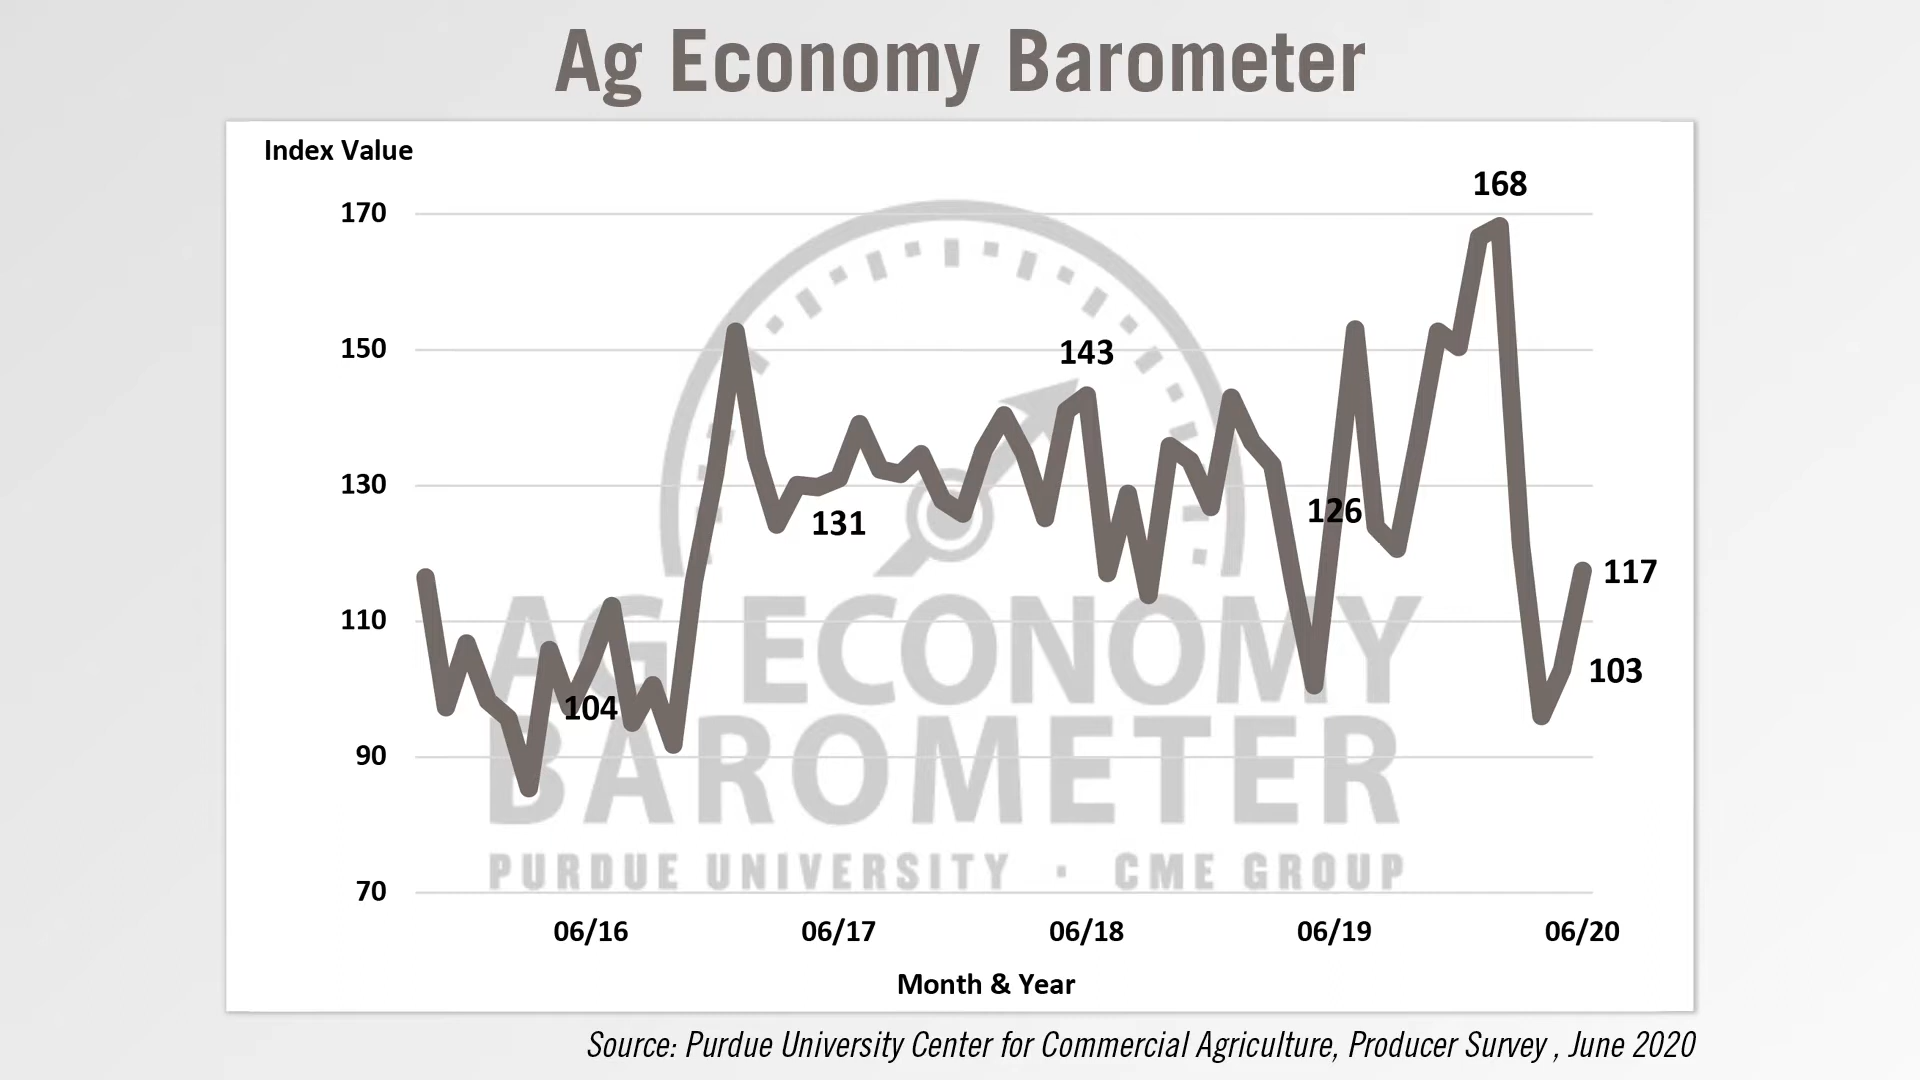 Ag Economy Barometer
Index Value
170
150
130
110
90
70
168
143
131
126
104
117
103
AG ECONOMY
BAROMETER
PURDUE UNIVERSITY · CME GROUP
06/16 06/17 06/18 06/19 06/20
Month & Year
Source: Purdue University Center for Commercial Agriculture, Producer Survey , June 2020